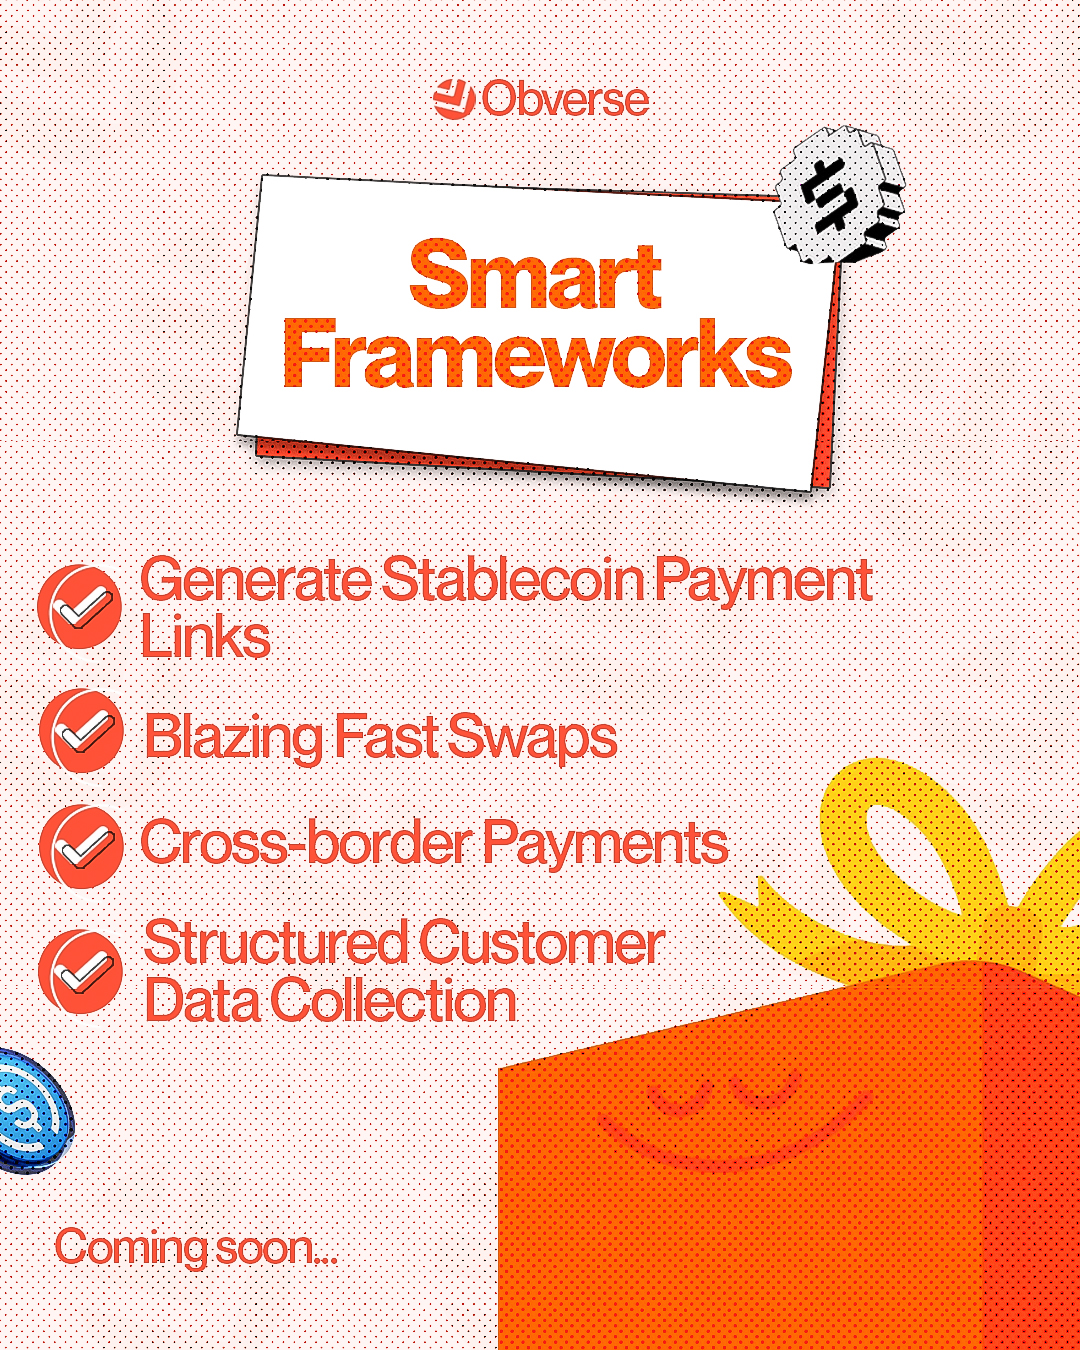 Obverse
Smart
Frameworks
Generate Stablecoin Payment
Links
Blazing Fast Swaps
Cross-border Payments
Structured Customer
Data Collection
Coming soon...